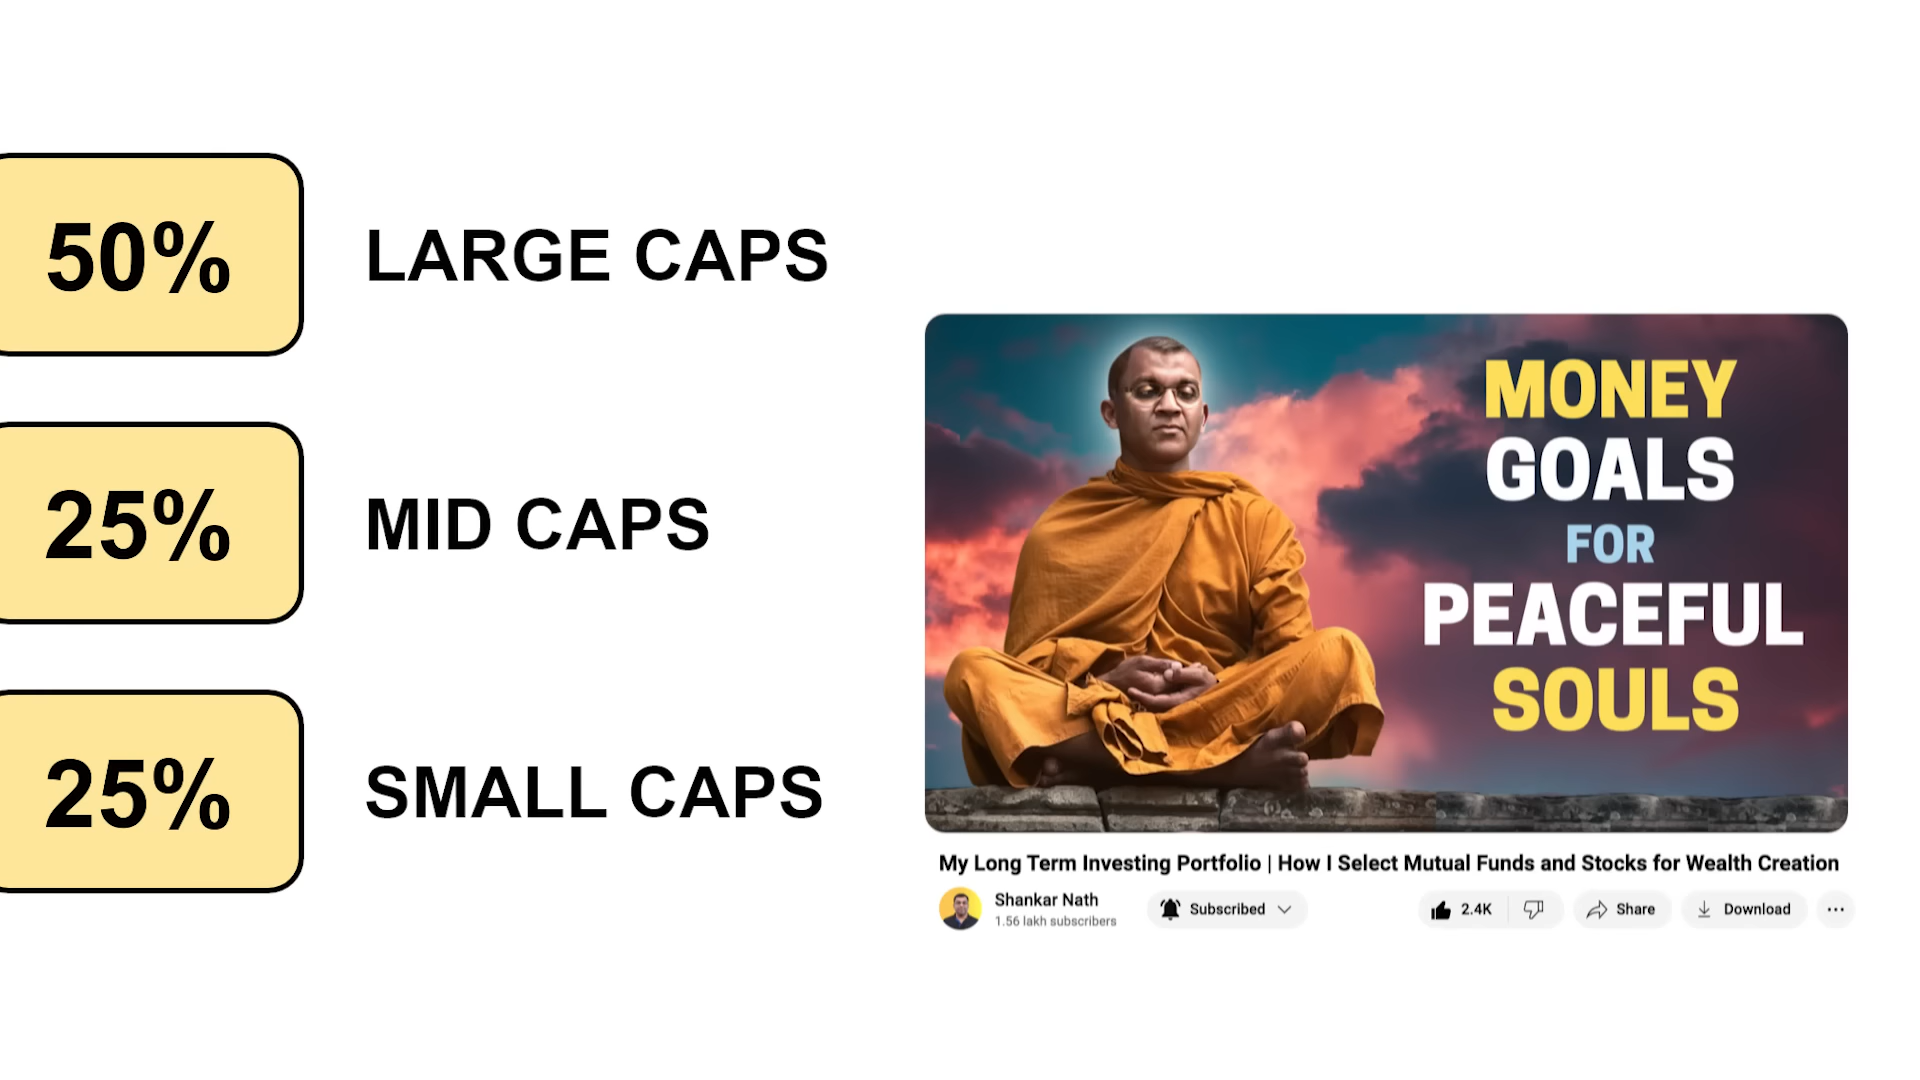 50%
LARGE CAPS
25%
MID CAPS
25%
SMALL CAPS
MONEY
GOALS
FOR
PEACEFUL
SOULS
My Long Term Investing Portfolio | How I Select Mutual Funds and Stocks for Wealth Creation
Shankar Nath
1.56 lakh subscribers
Subscribed
2.4K
Share
Download